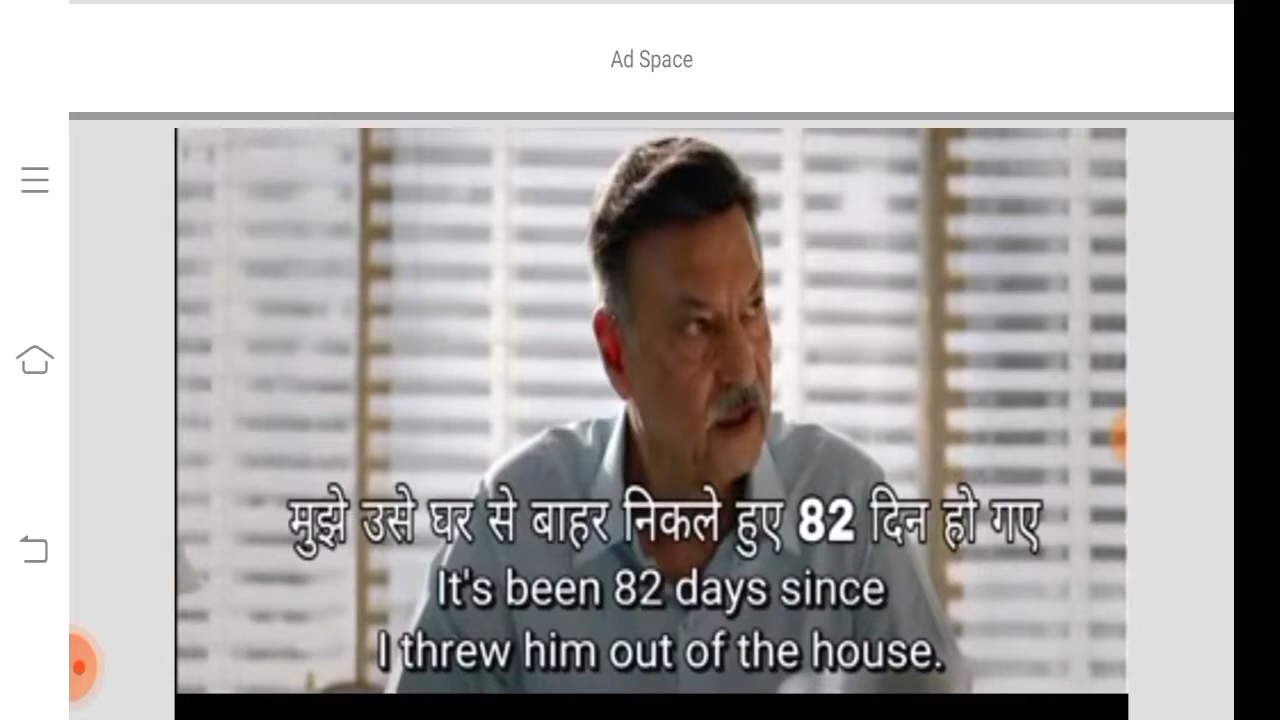 Ad Space
मुझे उसे घर से बाहर निकले हुए 82 दिन हो गए
It's been 82 days since
I threw him out of the house.